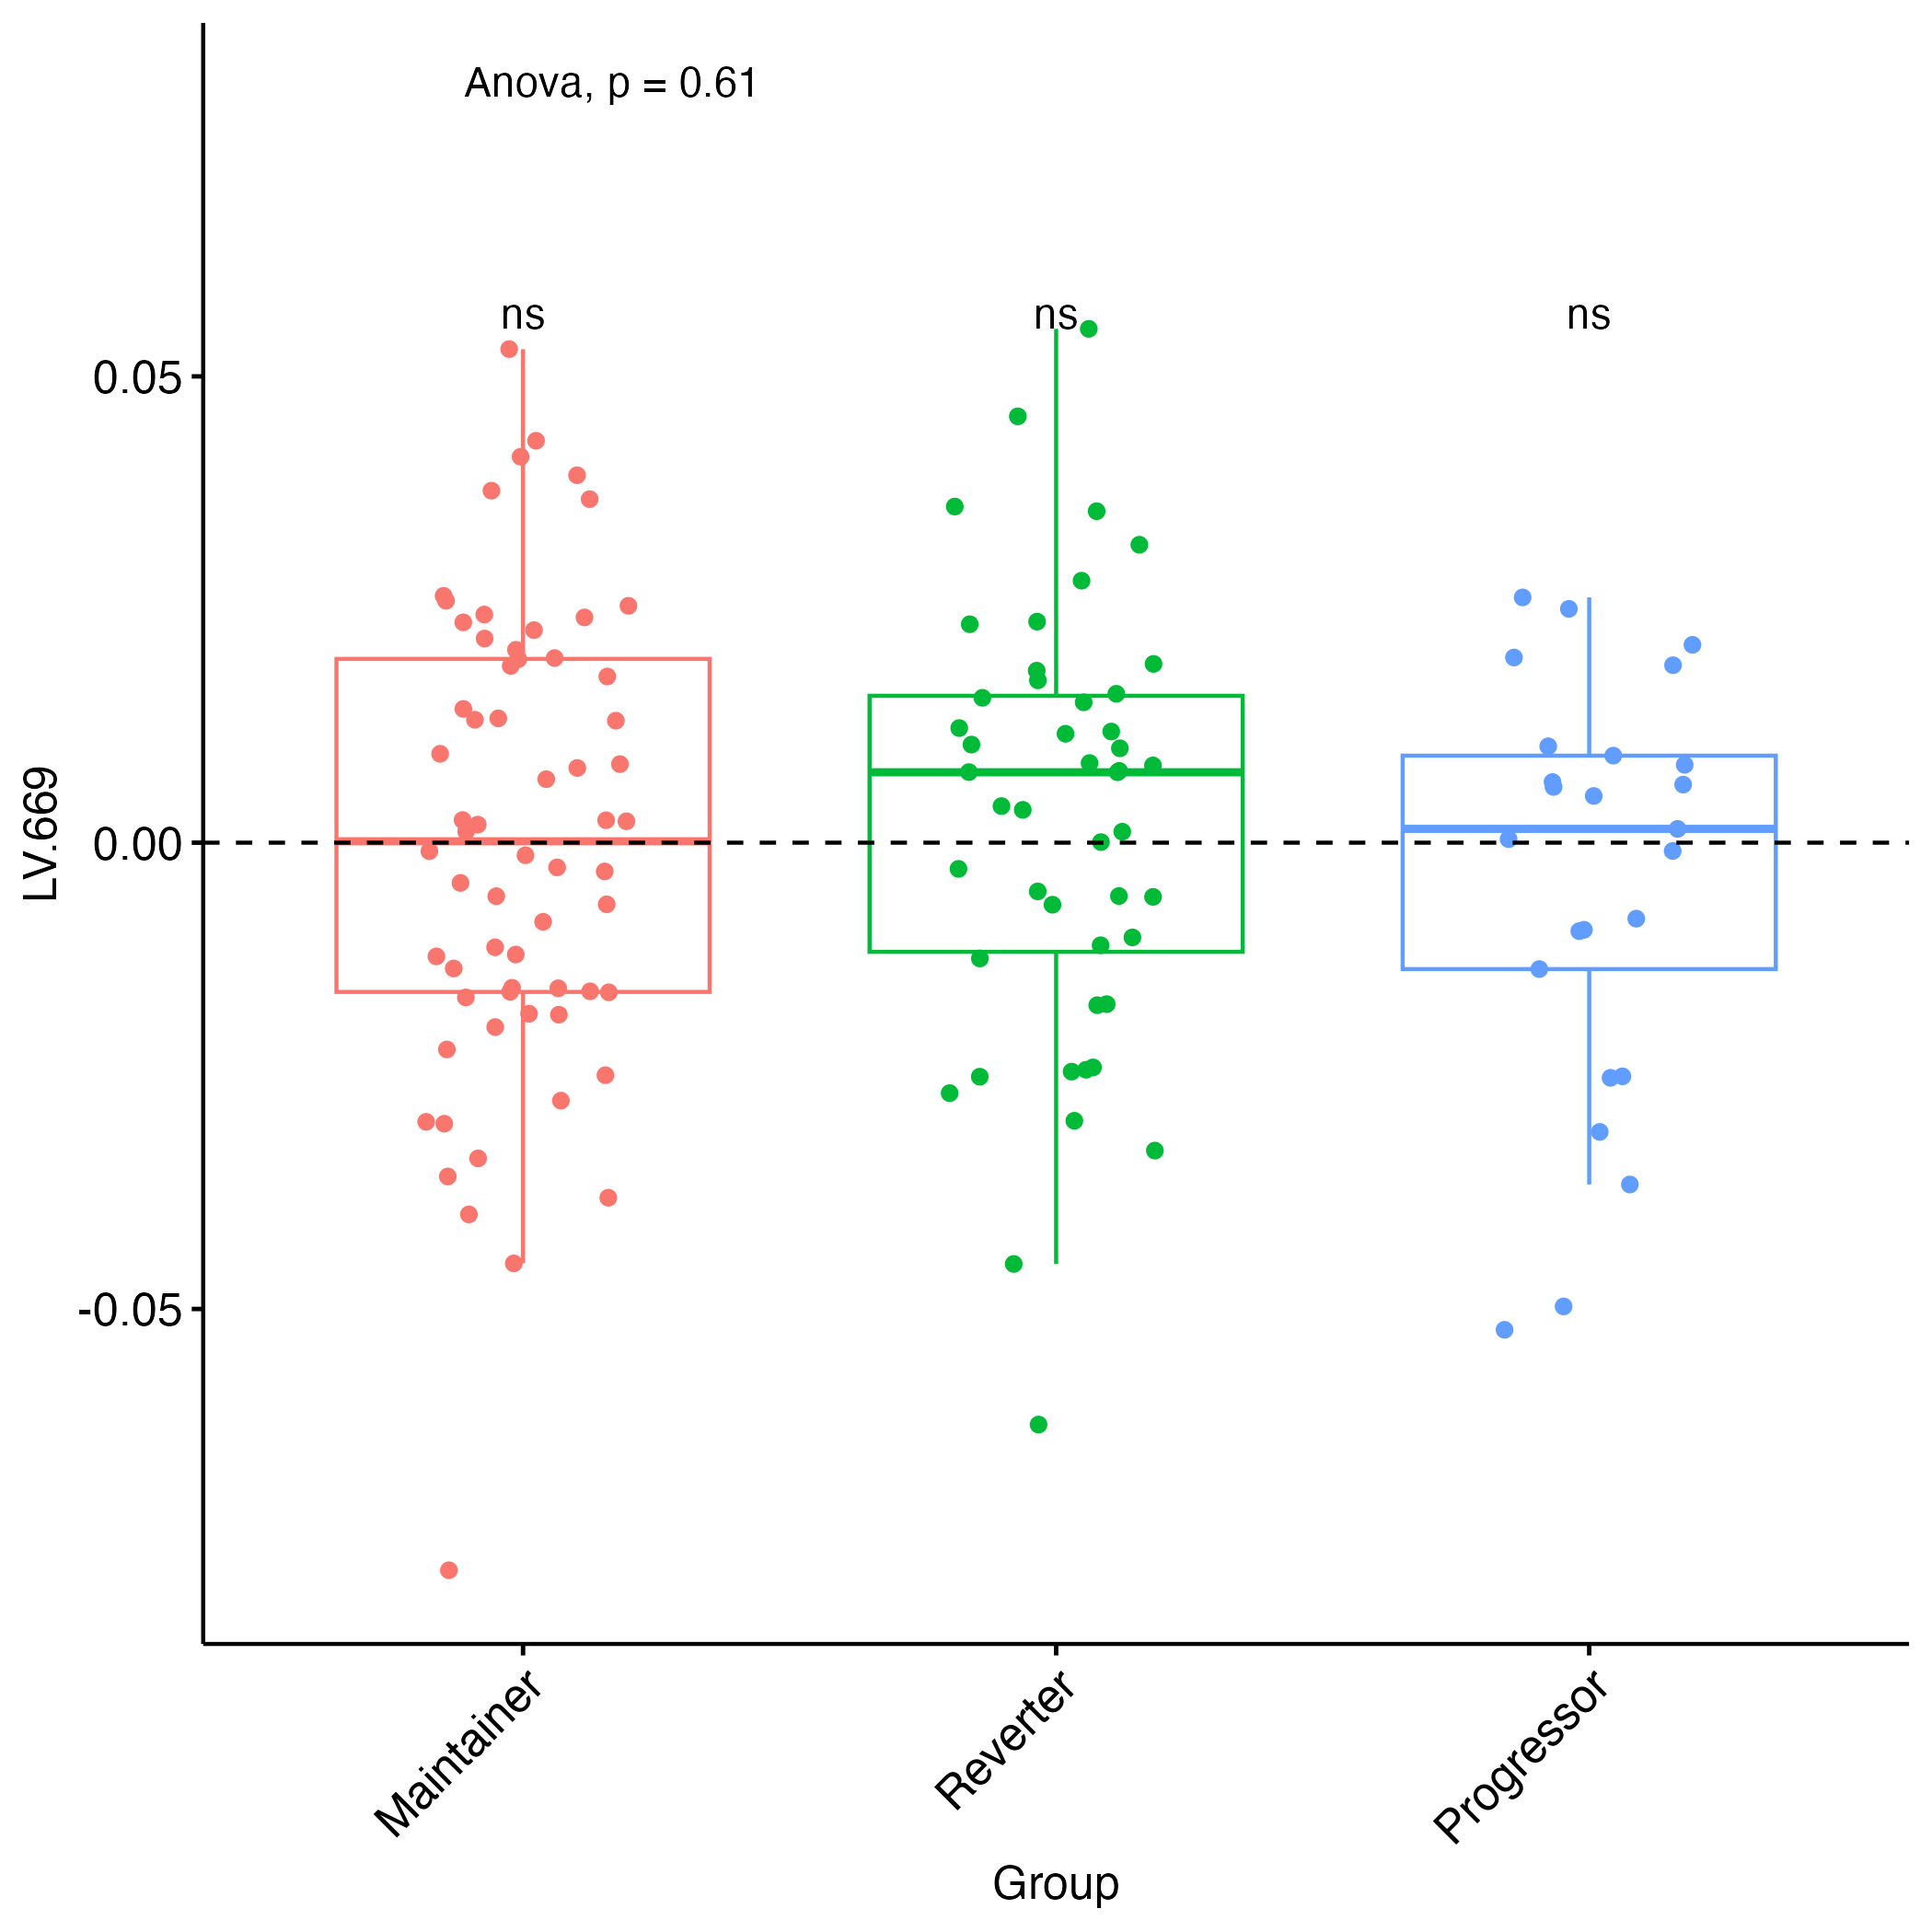 Anova, p = 0.61
ns ns ns
0.05
0.00
-0.05
LV.669
Maintainer Reverter Progressor
Group